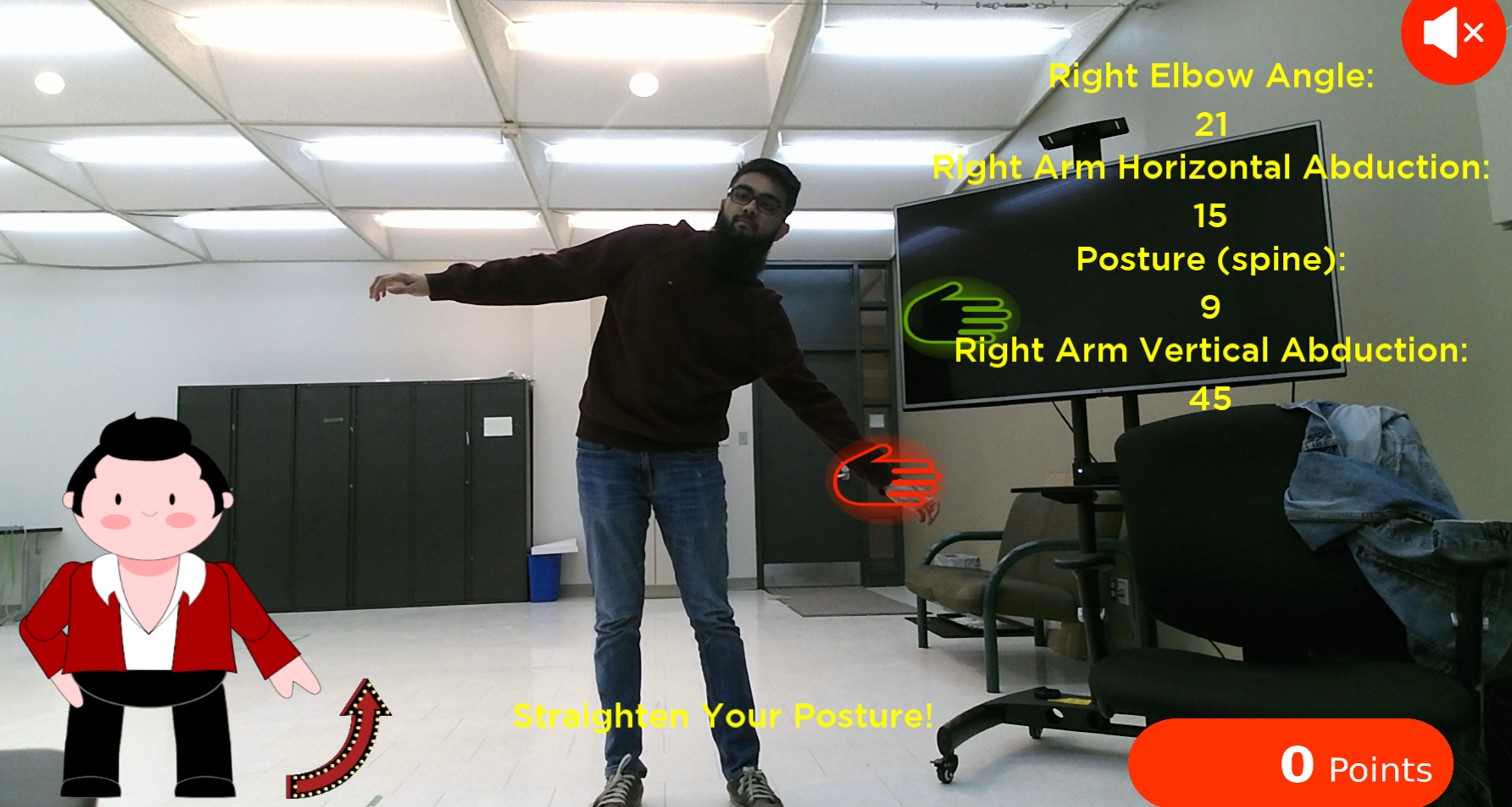 Right Elbow Angle:
21
Right Arm Horizontal Abduction:
15
Posture (spine):
9
Right Arm Vertical Abduction:
45
Straighten Your Posture!
0 Points